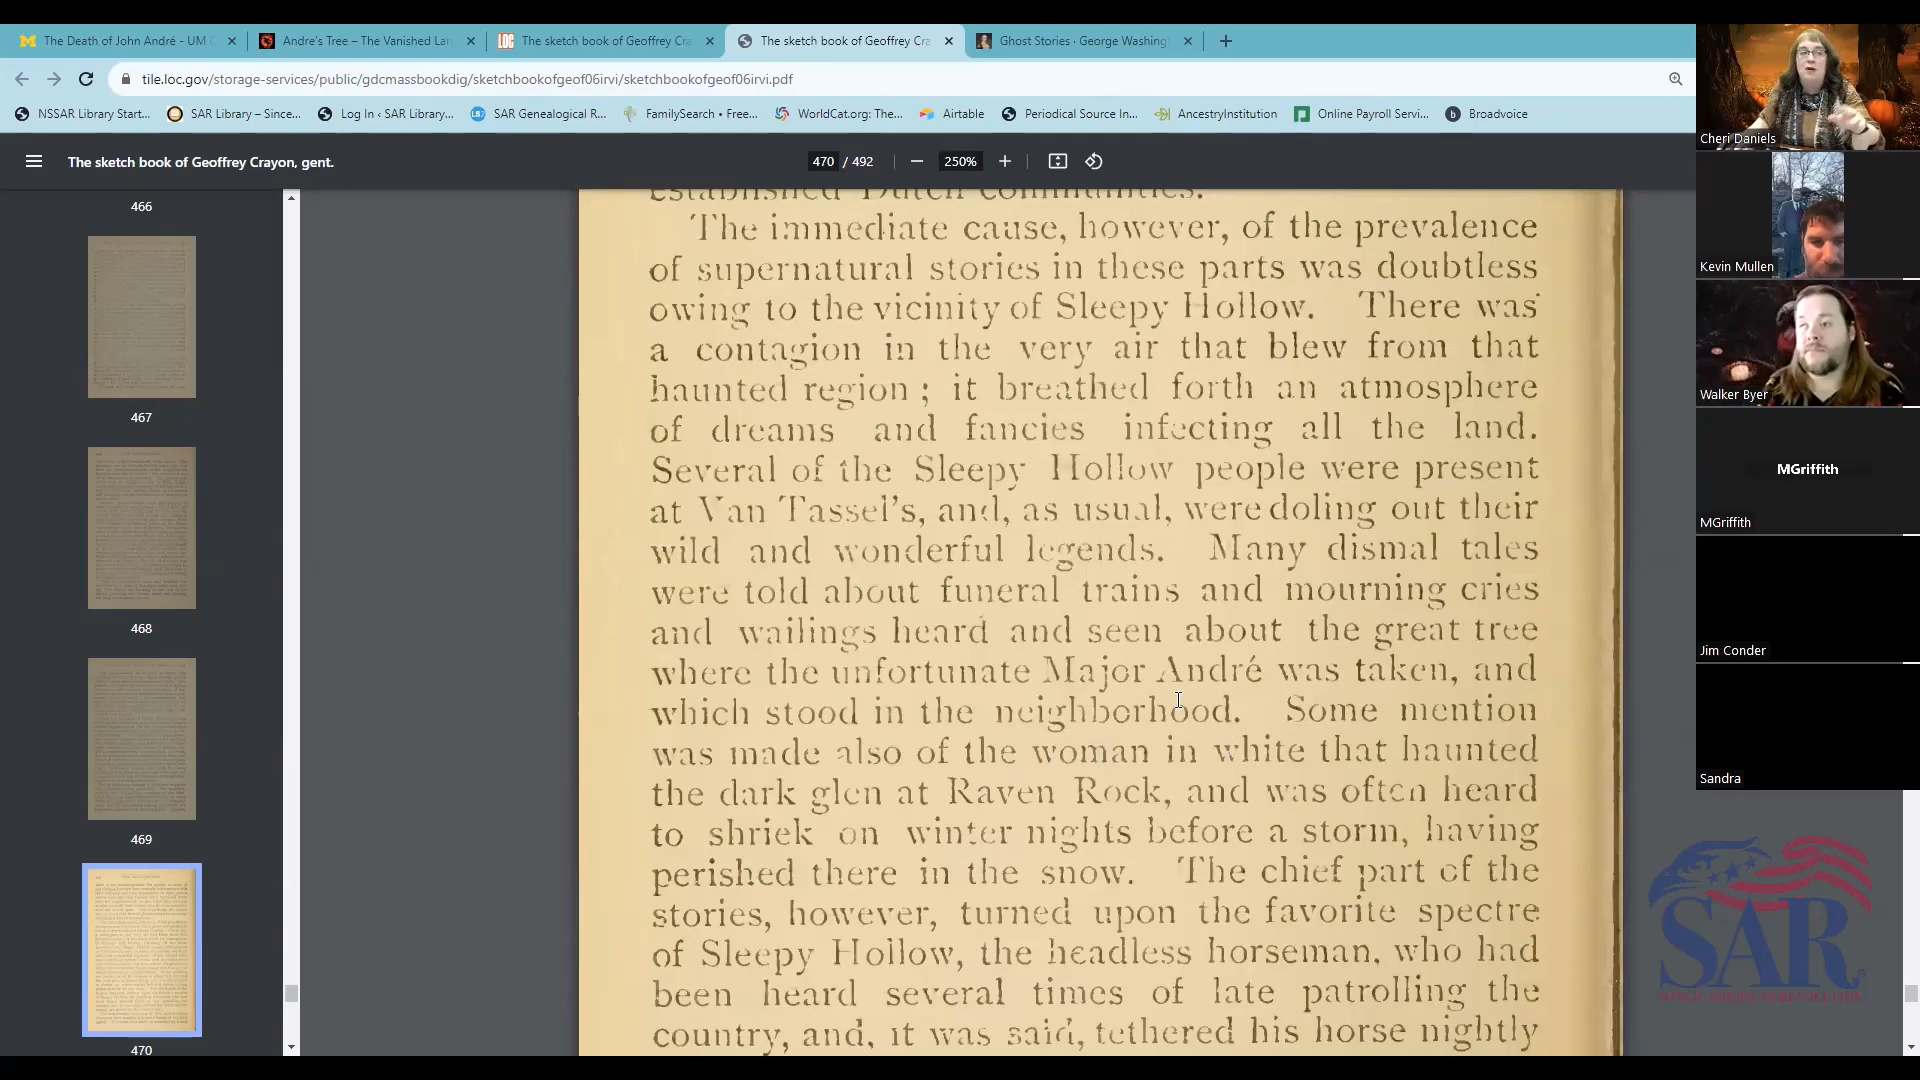 The Death of John André - UM C
Andre's Tree – The Vanished Lan
LOC
The sketch book of Geoffrey Cra
The sketch book of Geoffrey Cra
Ghost Stories · George Washingt
tile.loc.gov/storage-services/public/gdcmassbookdig/sketchbookofgeof06irvi/sketchbookofgeof06irvi.pdf
NSSAR Library Start...
SAR Library – Since...
Log In ‹ SAR Library...
SAR Genealogical R...
FamilySearch • Free...
WorldCat.org: The...
Airtable
Periodical Source In...
AncestryInstitution
Online Payroll Servi...
Broadvoice
The sketch book of Geoffrey Crayon, gent.
470 / 492
250%
466
467
468
469
470
established Dutch communities.
The immediate cause, however, of the prevalence
of supernatural stories in these parts was doubtless
owing to the vicinity of Sleepy Hollow. There was
a contagion in the very air that blew from that
haunted region ; it breathed forth an atmosphere
of dreams and fancies infecting all the land.
Several of the Sleepy Hollow people were present
at Van Tassel's, and, as usual, were doling out their
wild and wonderful legends. Many dismal tales
were told about funeral trains and mourning cries
and wailings heard and seen about the great tree
where the unfortunate Major André was taken, and
which stood in the neighborhood. Some mention
was made also of the woman in white that haunted
the dark glen at Raven Rock, and was often heard
to shriek on winter nights before a storm, having
perished there in the snow. The chief part of the
stories, however, turned upon the favorite spectre
of Sleepy Hollow, the headless horseman, who had
been heard several times of late patrolling the
country, and, it was said, tethered his horse nightly
Cheri Daniels
Kevin Mullen
Walker Byer
MGriffith
MGriffith
Jim Conder
Sandra
SAR